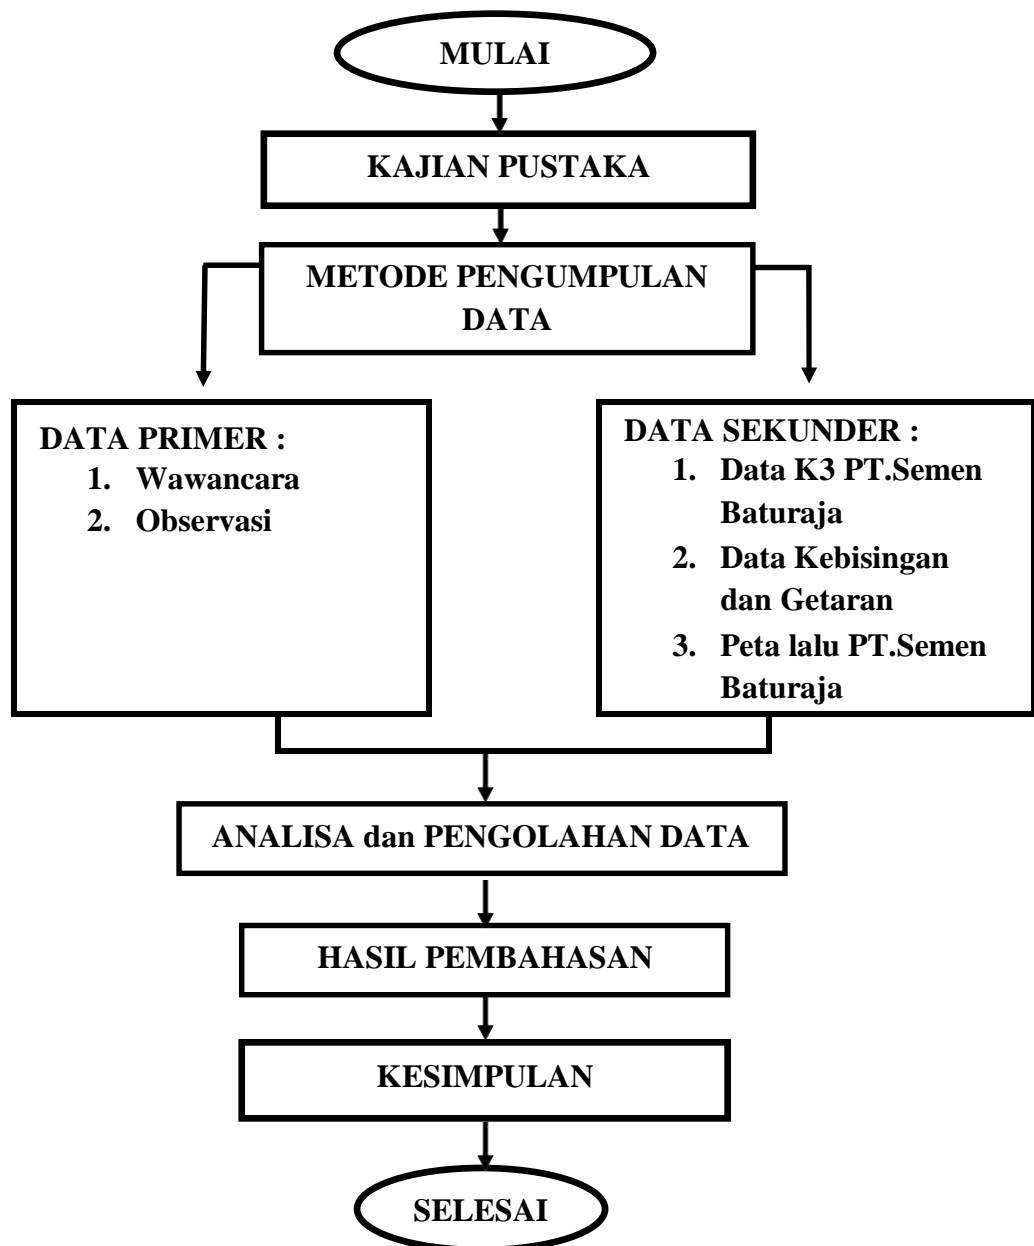 MULAI
KAJIAN PUSTAKA
METODE PENGUMPULAN
DATA
DATA PRIMER :
1. Wawancara
2. Observasi
DATA SEKUNDER :
1. Data K3 PT.Semen
Baturaja
2. Data Kebisingan
dan Getaran
3. Peta lalu PT.Semen
Baturaja
ANALISA dan PENGOLAHAN DATA
HASIL PEMBAHASAN
KESIMPULAN
SELESAI